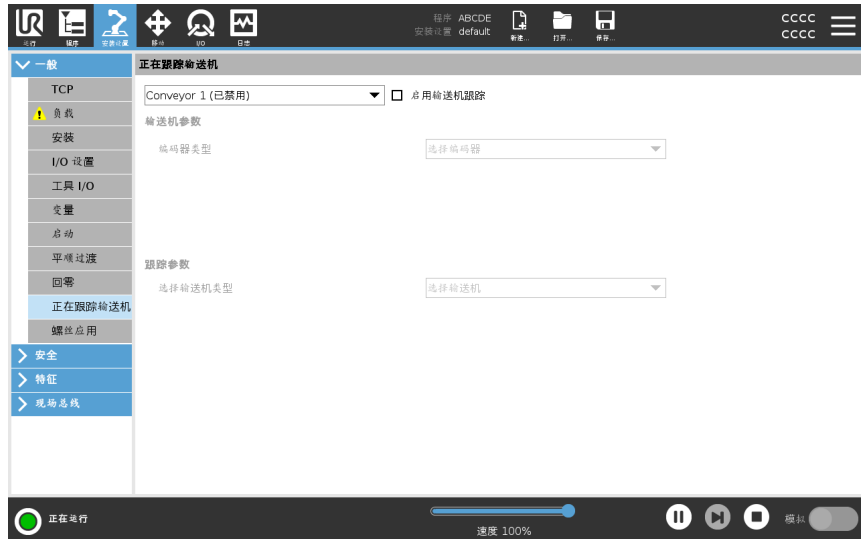 UR
运行
程序
安装设置
移动
I/O
日志
程序 ABCDE
安装设置 default
新建...
打开...
保存...
CCCC
CCCC
一般
TCP
负载
安装
I/O 设置
工具 I/O
变量
启动
平顺过渡
回零
正在跟踪输送机
螺丝应用
安全
特征
现场总线
正在跟踪输送机
Conveyor 1 (已禁用)
启用输送机跟踪
输送机参数
编码器类型
选择编码器
跟踪参数
选择输送机类型
选择输送机
正在运行
速度 100%
模拟